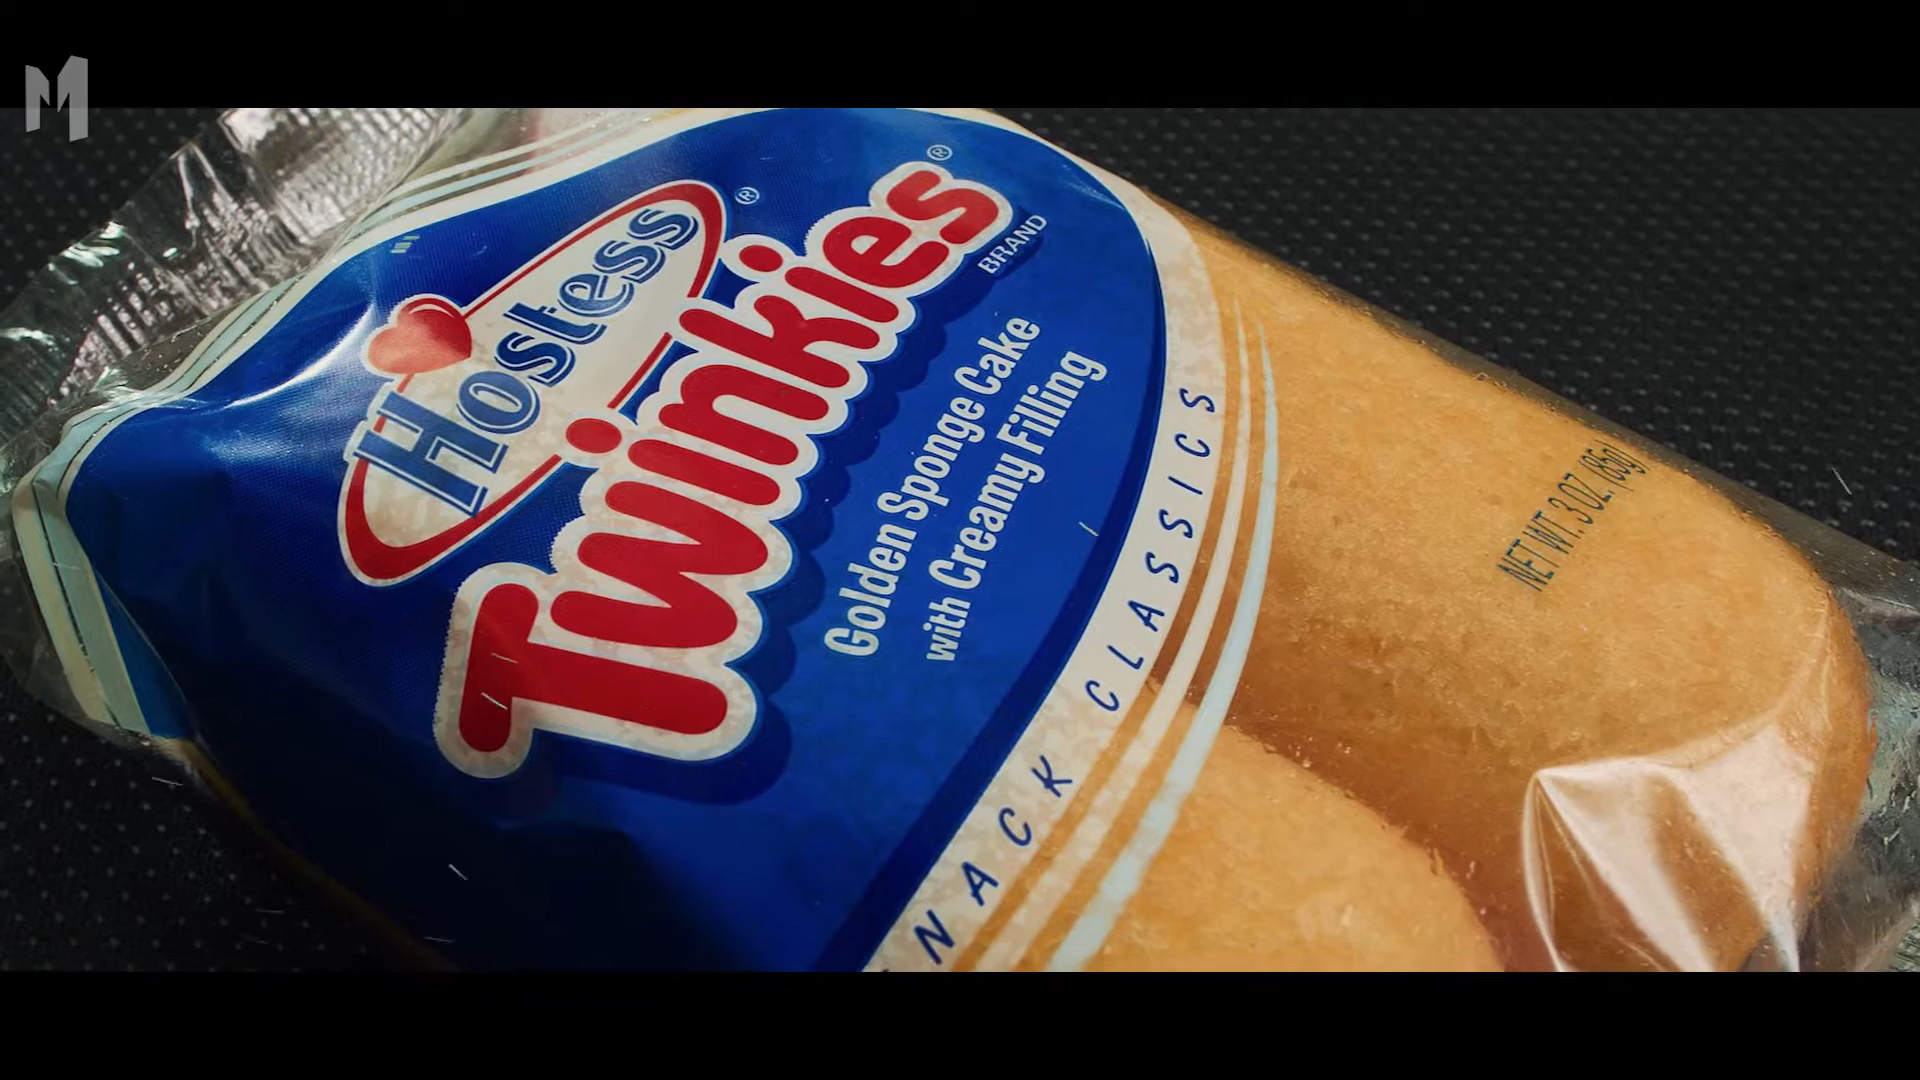 M
Hostess®
Twinkies®
BRAND
Golden Sponge Cake
with Creamy Filling
NACK CLASSICS
NET WT. 3 OZ. (85g)